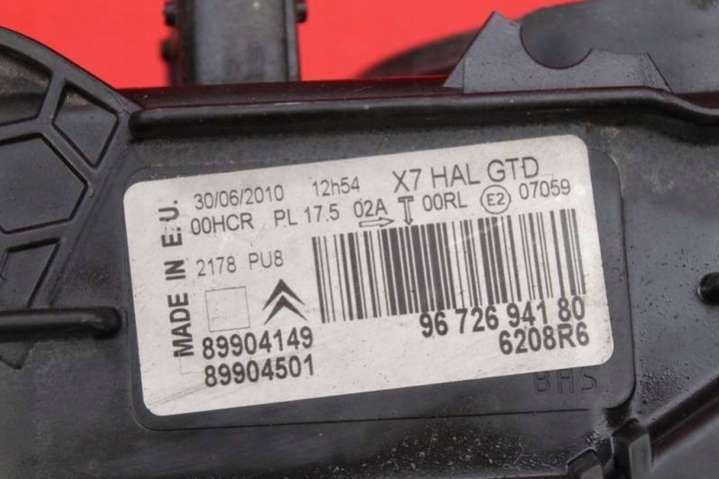 MADE IN E.U.
30/06/2010 12h54 X7 HAL GTD
00HCR PL 17.5 02A 00RL E2 07059
2178 PU8
96 726 941 80
89904149 6208R6
89904501
BHS